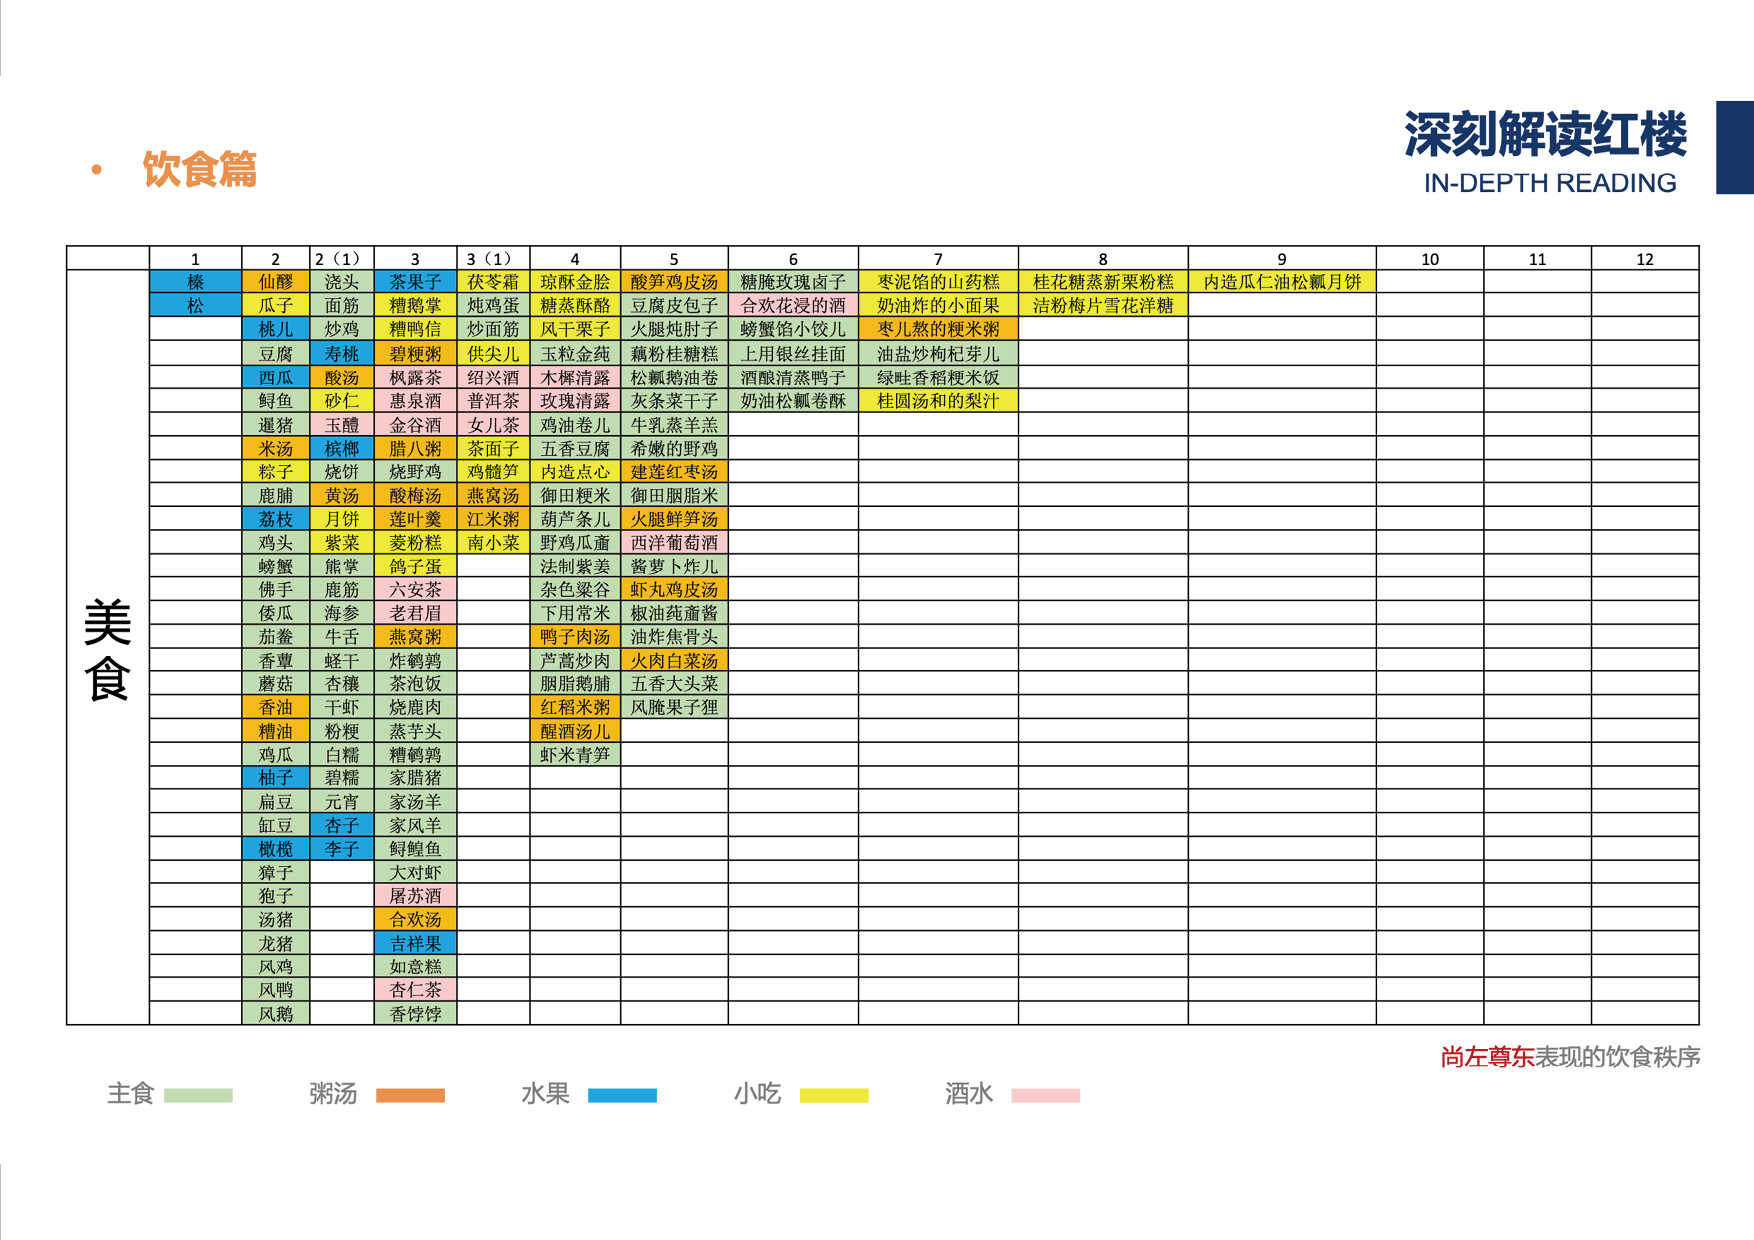 深刻解读红楼
IN-DEPTH READING
• 饮食篇
1 2 2（1） 3 3（1） 4 5 6 7 8 9 10 11 12
美食
榛 仙醪 浇头 茶果子 茯苓霜 琼酥金脍 酸笋鸡皮汤 糖腌玫瑰卤子 枣泥馅的山药糕 桂花糖蒸新栗粉糕 内造瓜仁油松瓤月饼
松 瓜子 面筋 糟鹅掌 炖鸡蛋 糖蒸酥酪 豆腐皮包子 合欢花浸的酒 奶油炸的小面果 洁粉梅片雪花洋糖
桃儿 炒鸡 糟鸭信 炒面筋 风干栗子 火腿炖肘子 螃蟹馅小饺儿 枣儿熬的粳米粥
豆腐 寿桃 碧粳粥 供尖儿 玉粒金莼 藕粉桂糖糕 上用银丝挂面 油盐炒枸杞芽儿
西瓜 酸汤 枫露茶 绍兴酒 木樨清露 松瓤鹅油卷 酒酿清蒸鸭子 绿畦香稻粳米饭
鲟鱼 砂仁 惠泉酒 普洱茶 玫瑰清露 灰条菜干子 奶油松瓤卷酥 桂圆汤和的梨汁
暹猪 玉醴 金谷酒 女儿茶 鸡油卷儿 牛乳蒸羊羔
米汤 槟榔 腊八粥 茶面子 五香豆腐 希嫩的野鸡
粽子 烧饼 烧野鸡 鸡髓笋 内造点心 建莲红枣汤
鹿脯 黄汤 酸梅汤 燕窝汤 御田粳米 御田胭脂米
荔枝 月饼 莲叶羹 江米粥 葫芦条儿 火腿鲜笋汤
鸡头 紫菜 菱粉糕 南小菜 野鸡瓜齑 西洋葡萄酒
螃蟹 熊掌 鸽子蛋 法制紫姜 酱萝卜炸儿
佛手 鹿筋 六安茶 杂色粱谷 虾丸鸡皮汤
倭瓜 海参 老君眉 下用常米 椒油莼齑酱
茄鲞 牛舌 燕窝粥 鸭子肉汤 油炸焦骨头
香蕈 蛏干 炸鹌鹑 芦蒿炒肉 火肉白菜汤
蘑菇 杏穰 茶泡饭 胭脂鹅脯 五香大头菜
香油 干虾 烧鹿肉 红稻米粥 风腌果子狸
糟油 粉粳 蒸芋头 醒酒汤儿
鸡瓜 白糯 糟鹌鹑 虾米青笋
柚子 碧糯 家腊猪
扁豆 元宵 家汤羊
缸豆 杏子 家风羊
橄榄 李子 鲟鳇鱼
獐子 大对虾
狍子 屠苏酒
汤猪 合欢汤
龙猪 吉祥果
风鸡 如意糕
风鸭 杏仁茶
风鹅 香饽饽
尚左尊东表现的饮食秩序
主食 粥汤 水果 小吃 酒水